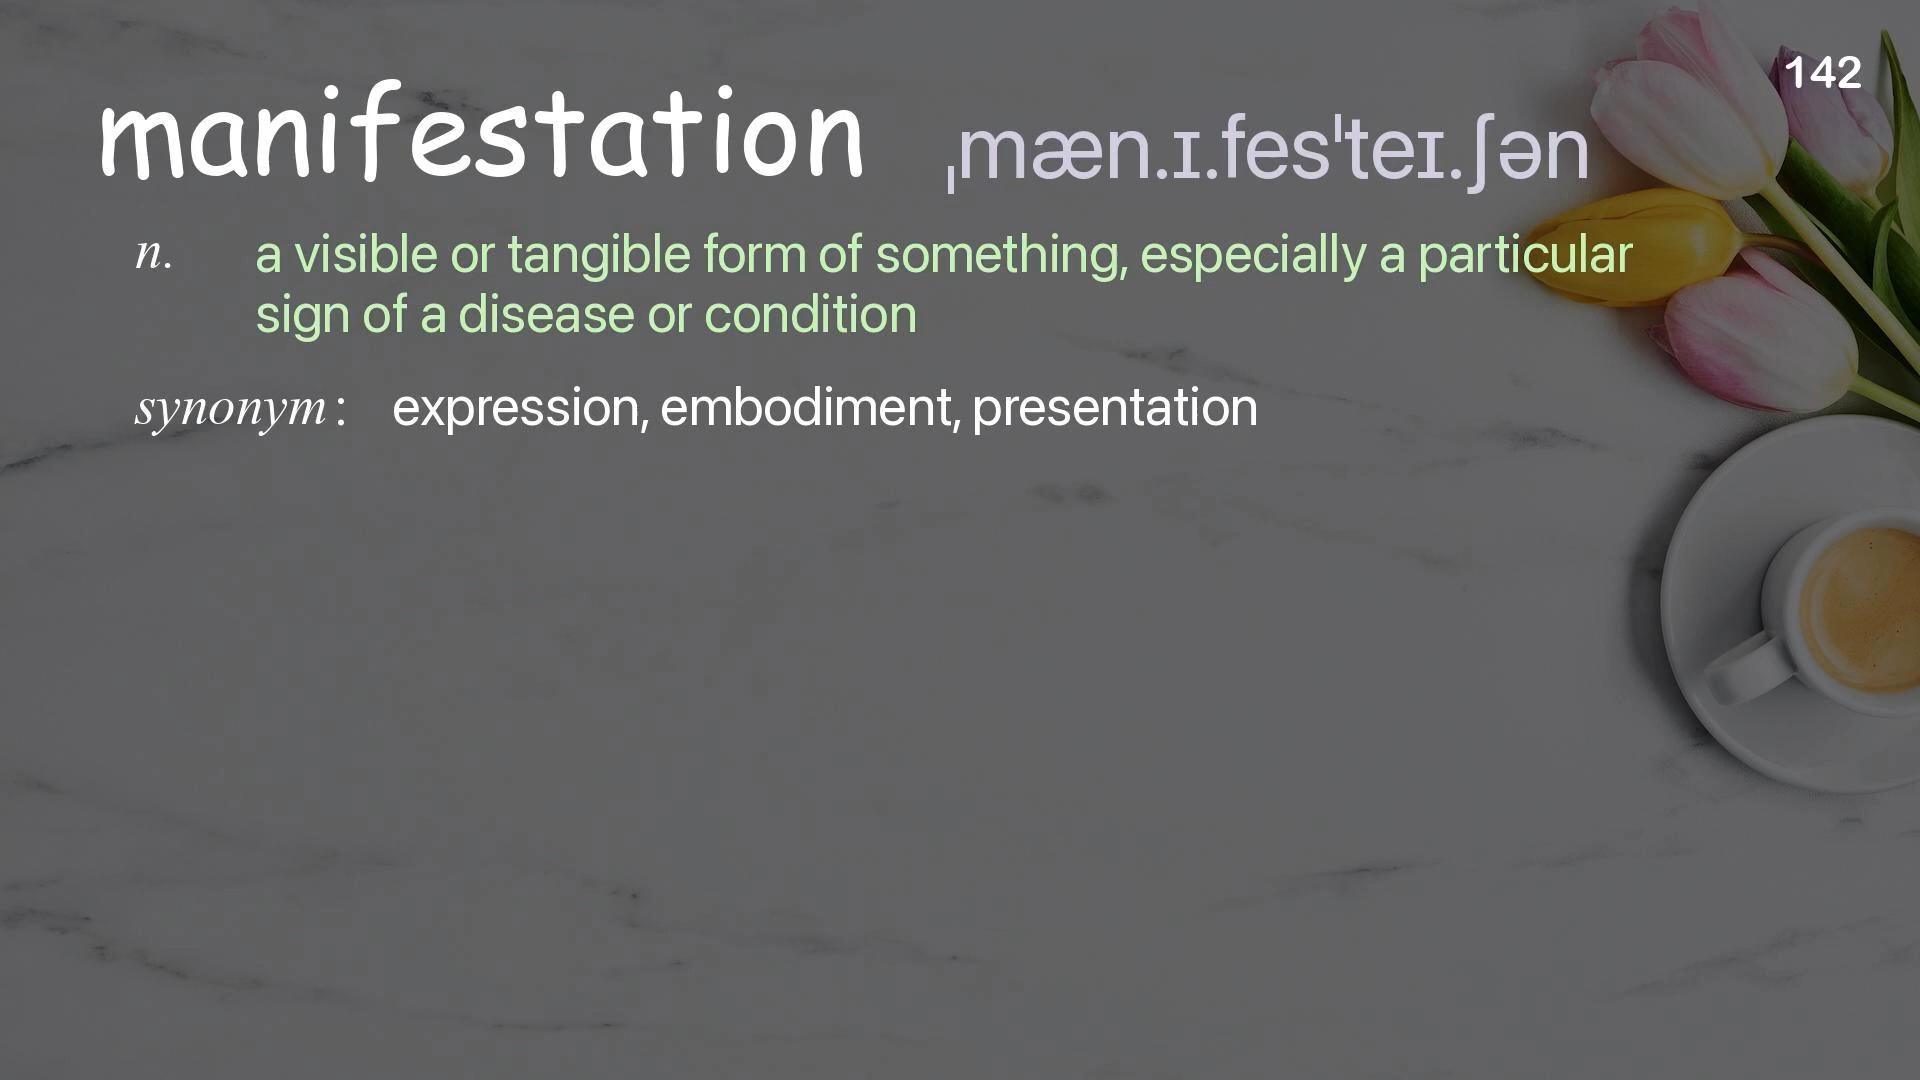 142
manifestation ˌmæn.ɪ.fesˈteɪ.ʃən
n. a visible or tangible form of something, especially a particular
sign of a disease or condition
synonym : expression, embodiment, presentation